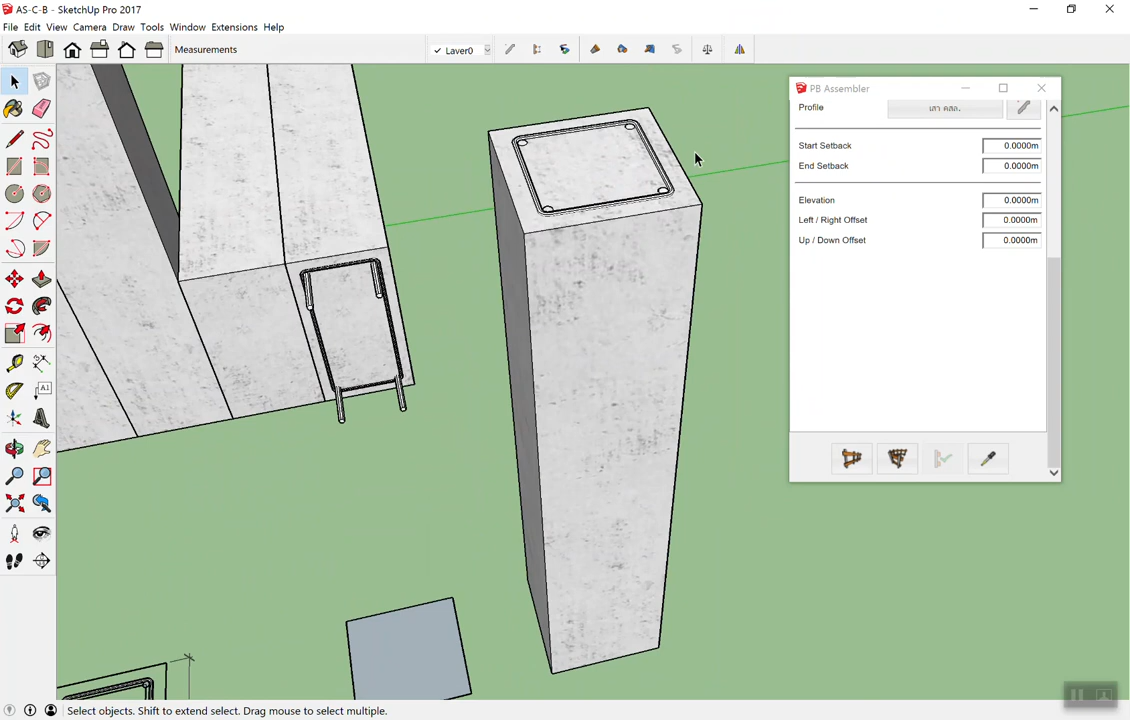 AS-C-B - SketchUp Pro 2017
File Edit View Camera Draw Tools Window Extensions Help
Measurements
✓ Layer0
PB Assembler
Profile
เสา คสล.
Start Setback 0.0000m
End Setback 0.0000m
Elevation 0.0000m
Left / Right Offset 0.0000m
Up / Down Offset 0.0000m
A1
Select objects. Shift to extend select. Drag mouse to select multiple.